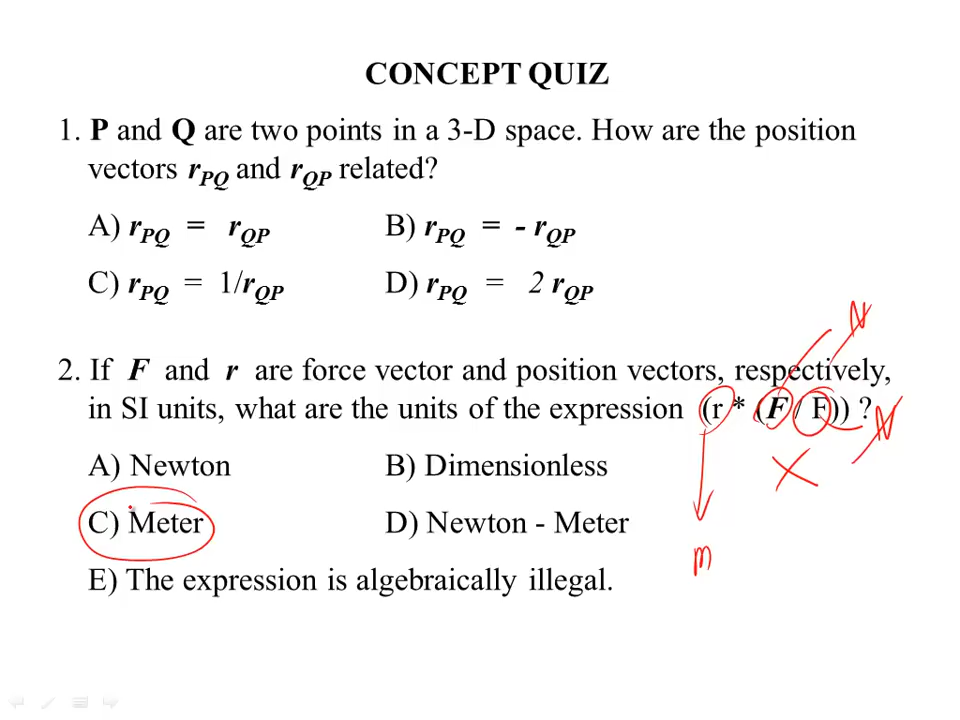 CONCEPT QUIZ
1. P and Q are two points in a 3-D space. How are the position
vectors rPQ and rQP related?
A) rPQ = rQP B) rPQ = - rQP
C) rPQ = 1/rQP D) rPQ = 2 rQP
N
2. If F and r are force vector and position vectors, respectively,
in SI units, what are the units of the expression (r * (F / F)) ?
N
A) Newton B) Dimensionless
C) Meter D) Newton - Meter
m
E) The expression is algebraically illegal.